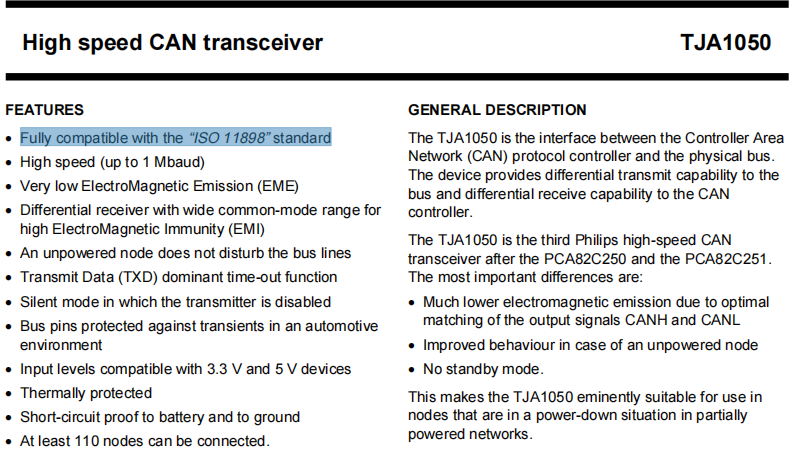 High speed CAN transceiver
TJA1050
FEATURES
• Fully compatible with the “ISO 11898” standard
• High speed (up to 1 Mbaud)
• Very low ElectroMagnetic Emission (EME)
• Differential receiver with wide common-mode range for
high ElectroMagnetic Immunity (EMI)
• An unpowered node does not disturb the bus lines
• Transmit Data (TXD) dominant time-out function
• Silent mode in which the transmitter is disabled
• Bus pins protected against transients in an automotive
environment
• Input levels compatible with 3.3 V and 5 V devices
• Thermally protected
• Short-circuit proof to battery and to ground
• At least 110 nodes can be connected.
GENERAL DESCRIPTION
The TJA1050 is the interface between the Controller Area
Network (CAN) protocol controller and the physical bus.
The device provides differential transmit capability to the
bus and differential receive capability to the CAN
controller.
The TJA1050 is the third Philips high-speed CAN
transceiver after the PCA82C250 and the PCA82C251.
The most important differences are:
• Much lower electromagnetic emission due to optimal
matching of the output signals CANH and CANL
• Improved behaviour in case of an unpowered node
• No standby mode.
This makes the TJA1050 eminently suitable for use in
nodes that are in a power-down situation in partially
powered networks.